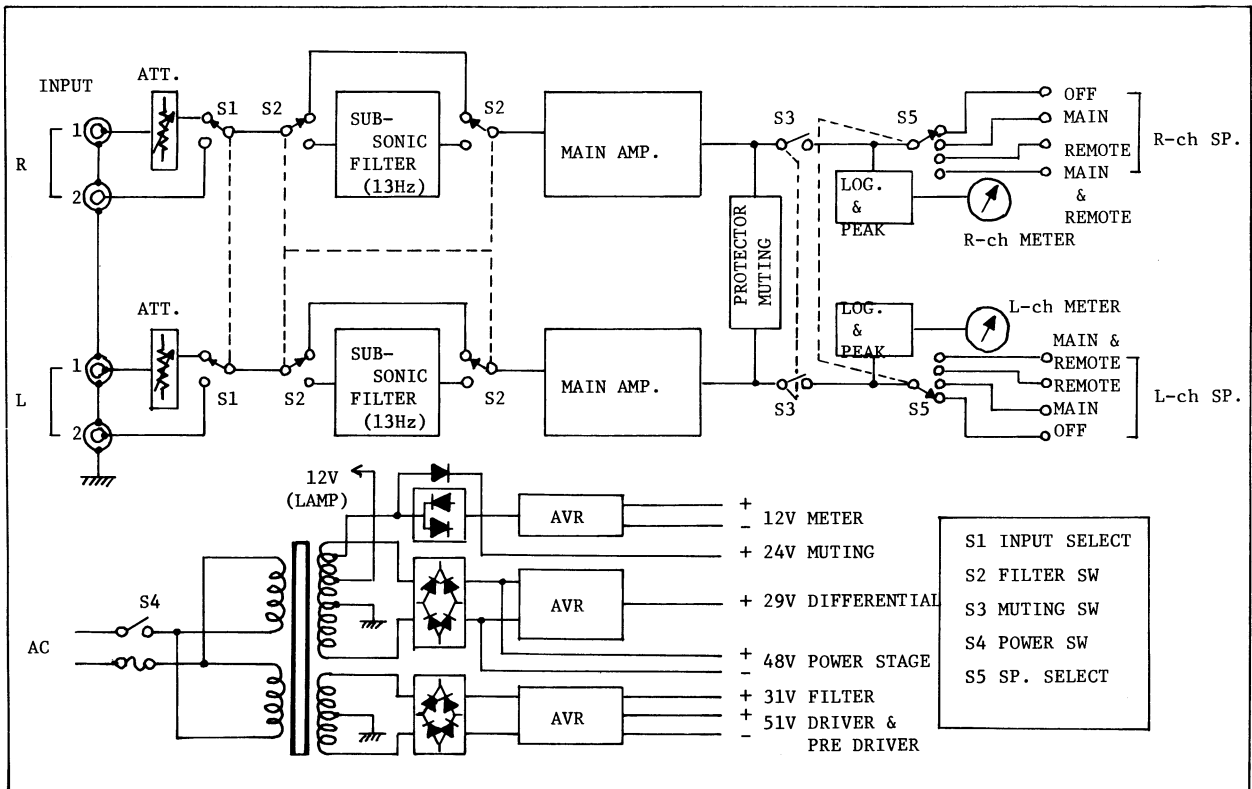 INPUT
ATT.
S1
S2
SUB-
SONIC
FILTER
(13Hz)
S2
MAIN AMP.
S3
S5
OFF
MAIN
REMOTE
MAIN
&
REMOTE
R-ch SP.
1
R
2
LOG.
&
PEAK
R-ch METER
PROTECTOR
MUTING
ATT.
1
L
2
S1
S2
SUB-
SONIC
FILTER
(13Hz)
S2
MAIN AMP.
S3
LOG.
&
PEAK
L-ch METER
S5
MAIN &
REMOTE
REMOTE
MAIN
OFF
L-ch SP.
12V
(LAMP)
AVR
+
-
12V METER
+ 24V MUTING
AVR
+ 29V DIFFERENTIAL
+
-
48V POWER STAGE
AVR
+ 31V FILTER
+
-
51V DRIVER &
PRE DRIVER
S4
AC
S1 INPUT SELECT
S2 FILTER SW
S3 MUTING SW
S4 POWER SW
S5 SP. SELECT